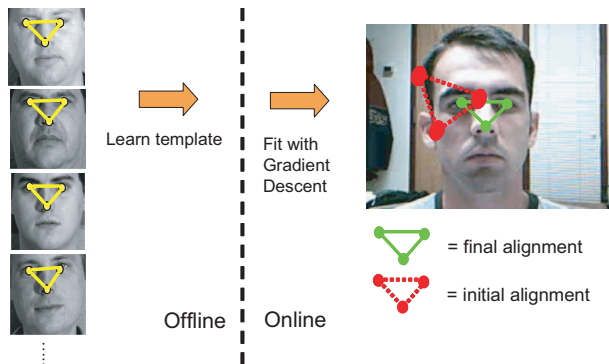 Learn template
Fit with
Gradient
Descent
= final alignment
= initial alignment
Offline
Online